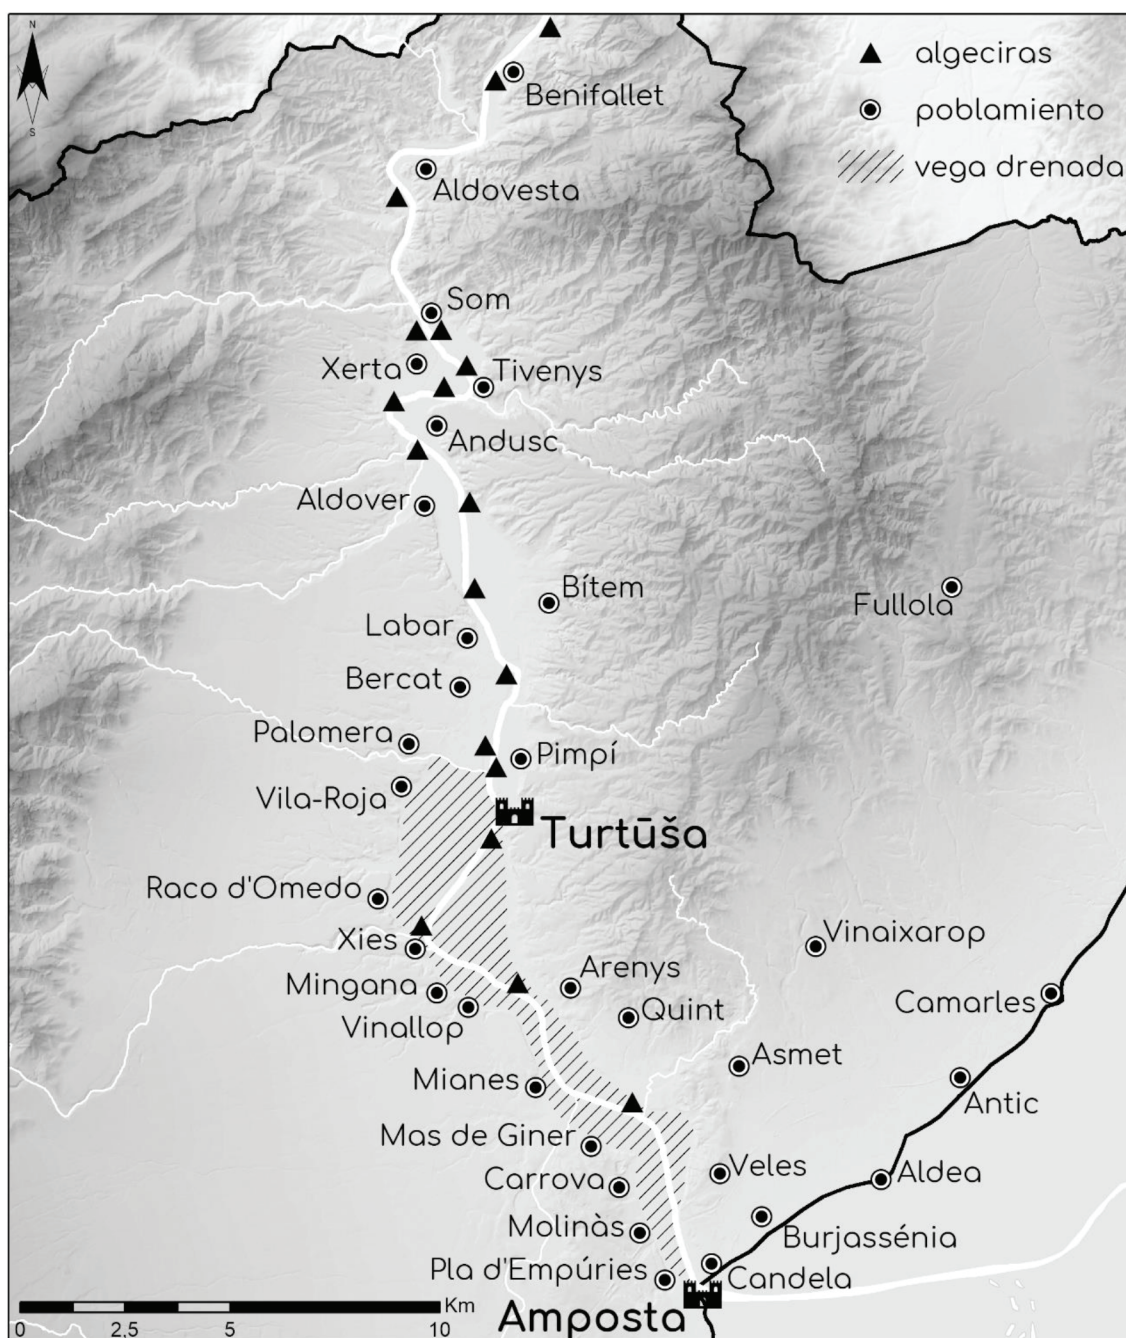 N
S
algeciras
poblamiento
vega drenada
Benifallet
Aldovesta
Som
Xerta
Tivenys
Andusc
Aldover
Bítem
Fullola
Labar
Bercat
Palomera
Pimpí
Vila-Roja
Turtūša
Raco d'Omedo
Xies
Vinaixarop
Arenys
Mingana
Camarles
Quint
Vinallop
Asmet
Mianes
Antic
Mas de Giner
Veles
Aldea
Carrova
Molinàs
Burjassénia
Pla d'Empúries
Candela
Amposta
Km
0 2,5 5 10